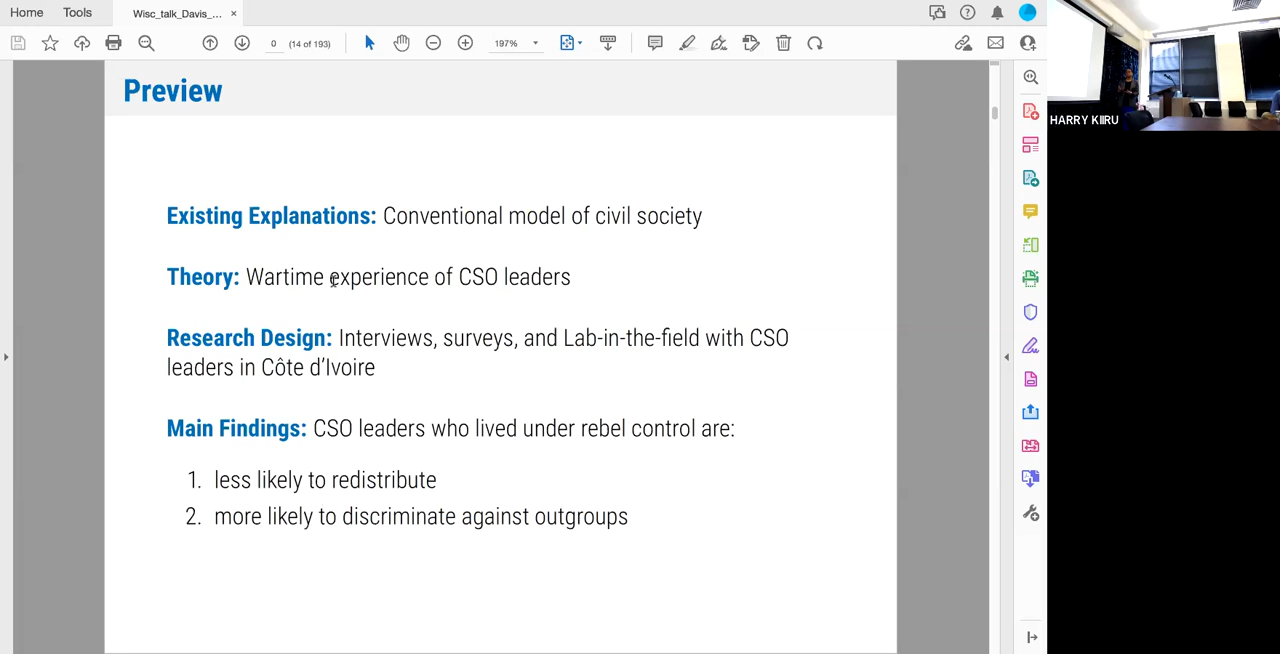 Home
Tools
Wisc_talk_Davis_...
×
0
(14 of 193)
197%
HARRY KIIRU
Preview
Existing Explanations: Conventional model of civil society
Theory: Wartime experience of CSO leaders
Research Design: Interviews, surveys, and Lab-in-the-field with CSO
leaders in Côte d'Ivoire
Main Findings: CSO leaders who lived under rebel control are:
1. less likely to redistribute
2. more likely to discriminate against outgroups